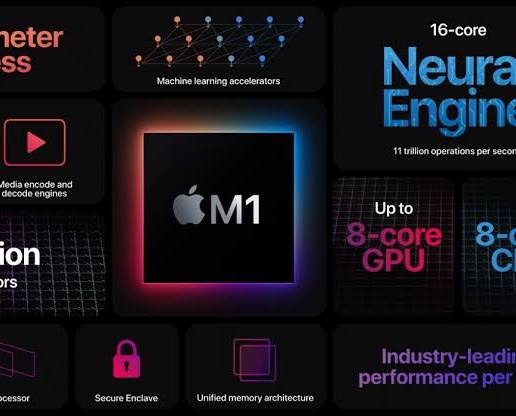 neter
ess
Machine learning accelerators
16-core
Neura
Engine
11 trillion operations per secon
Media encode and
decode engines
M1
Up to
8-core
GPU
8-c
C
ion
ors
ocessor
Secure Enclave
Unified memory architecture
Industry-leadin
performance per